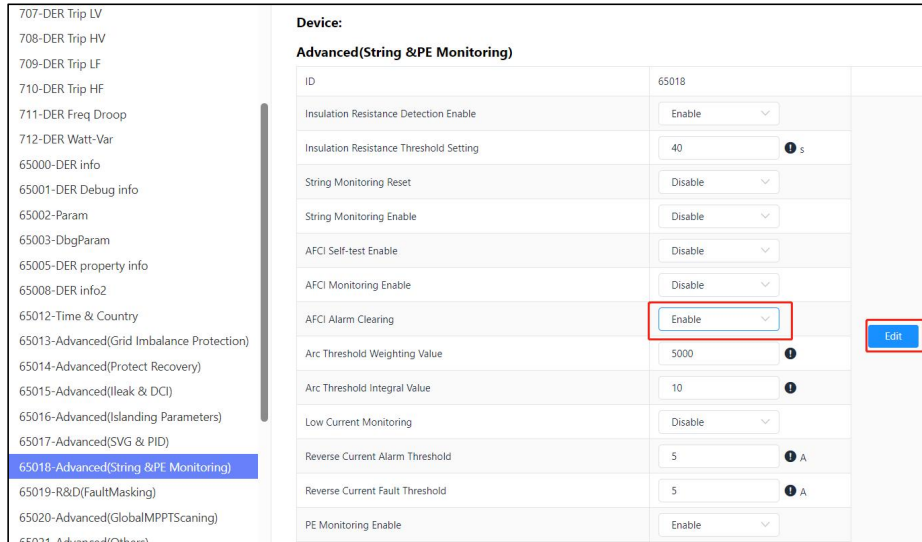 707-DER Trip LV
708-DER Trip HV
709-DER Trip LF
710-DER Trip HF
711-DER Freq Droop
712-DER Watt-Var
65000-DER info
65001-DER Debug info
65002-Param
65003-DbgParam
65005-DER property info
65008-DER info2
65012-Time & Country
65013-Advanced(Grid Imbalance Protection)
65014-Advanced(Protect Recovery)
65015-Advanced(Ileak & DCI)
65016-Advanced(Islanding Parameters)
65017-Advanced(SVG & PID)
65018-Advanced(String &PE Monitoring)
65019-R&D(FaultMasking)
65020-Advanced(GlobalMPPTScaning)
65021-Advanced(Others)
Device:
Advanced(String &PE Monitoring)
ID 65018
Insulation Resistance Detection Enable Enable
Insulation Resistance Threshold Setting 40 s
String Monitoring Reset Disable
String Monitoring Enable Disable
AFCI Self-test Enable Disable
AFCI Monitoring Enable Disable
AFCI Alarm Clearing Enable
Edit
Arc Threshold Weighting Value 5000
Arc Threshold Integral Value 10
Low Current Monitoring Disable
Reverse Current Alarm Threshold 5 A
Reverse Current Fault Threshold 5 A
PE Monitoring Enable Enable